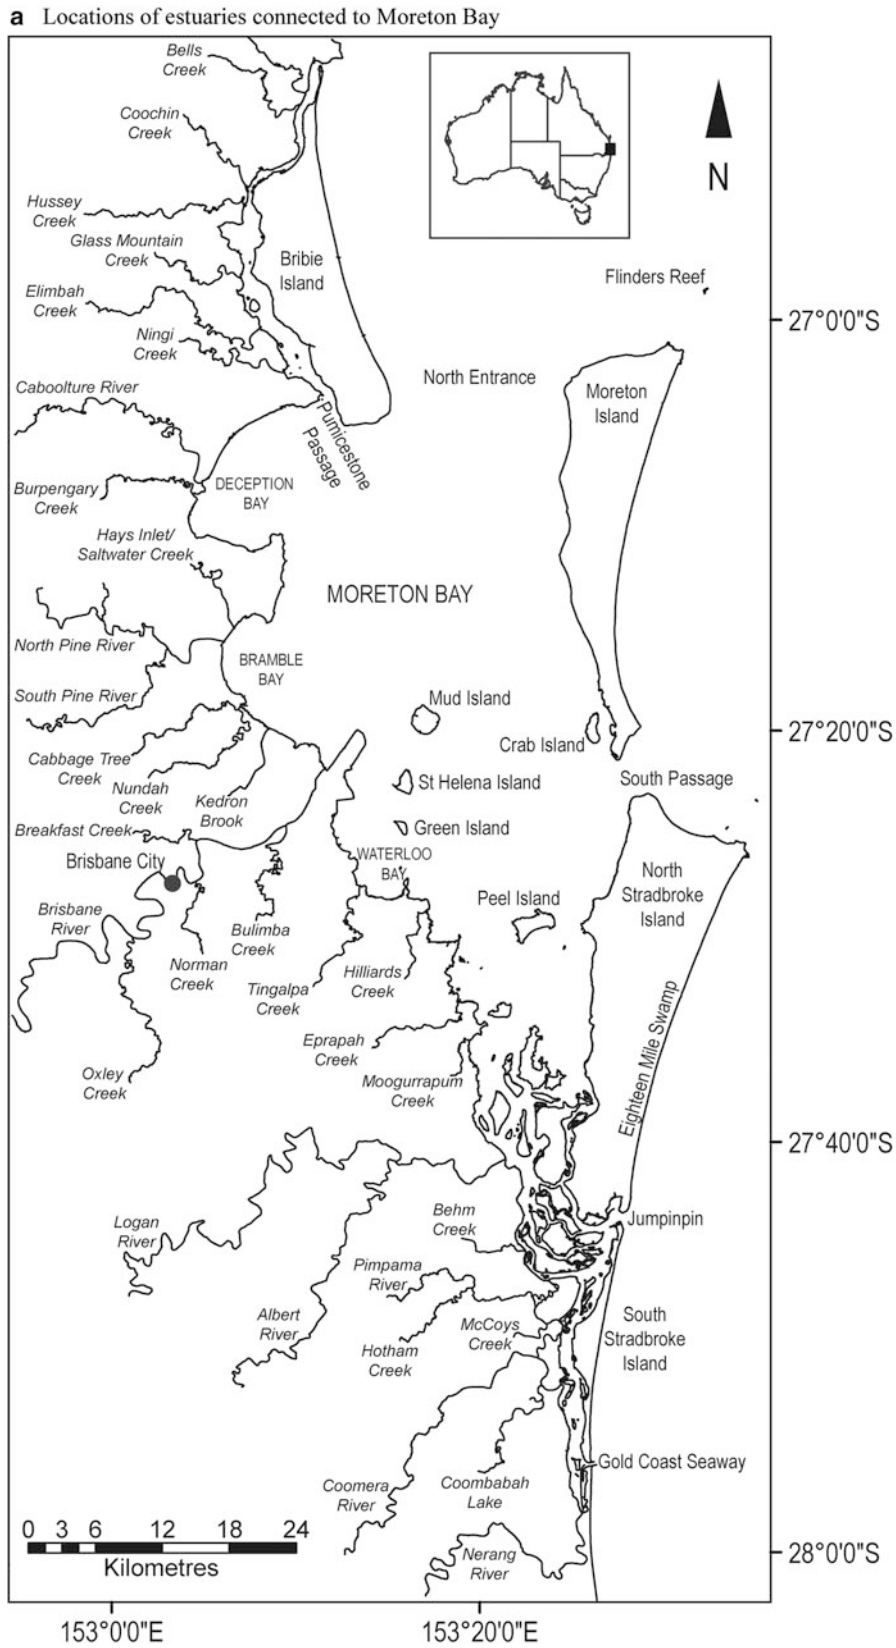 a Locations of estuaries connected to Moreton Bay
Bells
Creek
Coochin
Creek
N
Hussey
Creek
Glass Mountain
Creek
Bribie
Island
Flinders Reef
Elimbah
Creek
27°0'0"S
Ningi
Creek
North Entrance
Caboolture River
Moreton
Island
Pumicestone
Passage
Burpengary
Creek
DECEPTION
BAY
Hays Inlet/
Saltwater Creek
MORETON BAY
North Pine River
BRAMBLE
BAY
South Pine River
Mud Island
27°20'0"S
Crab Island
Cabbage Tree
Creek
South Passage
Nundah
Creek
St Helena Island
Kedron
Brook
Breakfast Creek
Green Island
Brisbane City
WATERLOO
BAY
North
Stradbroke
Island
Peel Island
Brisbane
River
Bulimba
Creek
Norman
Creek
Hilliards
Creek
Tingalpa
Creek
Eighteen Mile Swamp
Eprapah
Creek
Oxley
Creek
Moogurrapum
Creek
27°40'0"S
Logan
River
Behm
Creek
Jumpinpin
Pimpama
River
Albert
River
McCoys
Creek
South
Stradbroke
Island
Hotham
Creek
Gold Coast Seaway
Coomera
River
Coombabah
Lake
0 3 6 12 18 24
Kilometres
Nerang
River
28°0'0"S
153°0'0"E
153°20'0"E